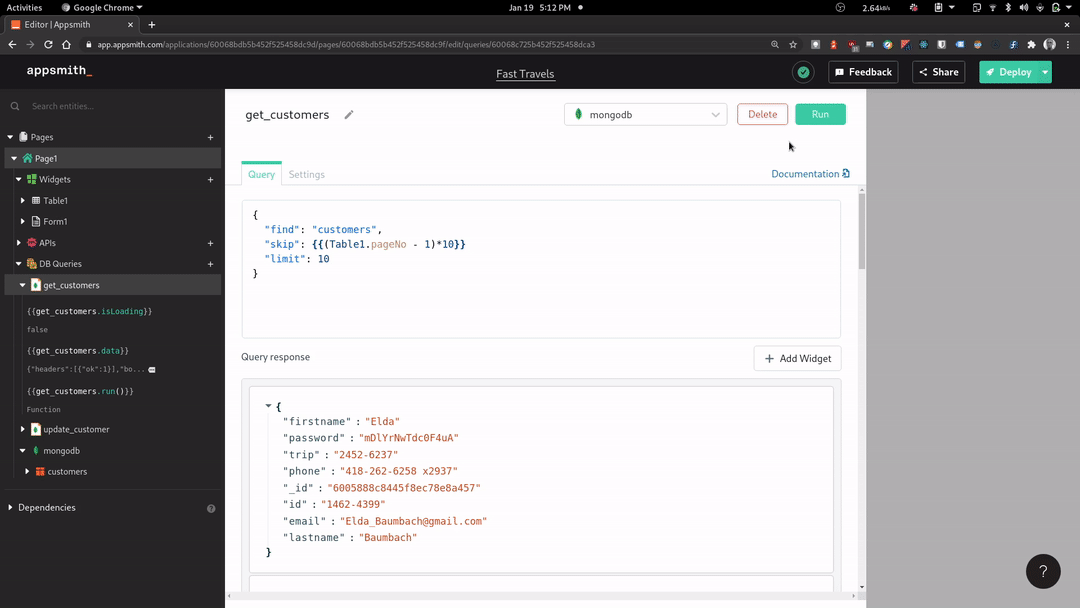 Activities Google Chrome Jan 19 5:12 PM 2.64kB/s
Editor | Appsmith
app.appsmith.com/applications/60068bdb5b452f525458dc9d/pages/60068bdb5b452f525458dc9f/edit/queries/60068c725b452f525458dca3
appsmith_
Fast Travels
Feedback
Share
Deploy
Search entities...
Pages
Page1
Widgets
Table1
Form1
APIs
DB Queries
get_customers
{{get_customers.isLoading}}
false
{{get_customers.data}}
{"headers":[{"ok":1}],"bo...
{{get_customers.run()}}
Function
update_customer
mongodb
customers
Dependencies
get_customers
mongodb
Delete
Run
Query
Settings
Documentation
{
"find": "customers",
"skip": {{(Table1.pageNo - 1)*10}}
"limit": 10
}
Query response
+ Add Widget
{
"firstname" : "Elda"
"password" : "mDlYrNwTdc0F4uA"
"trip" : "2452-6237"
"phone" : "418-262-6258 x2937"
"_id" : "6005888c8445f8ec78e8a457"
"id" : "1462-4399"
"email" : "Elda_Baumbach@gmail.com"
"lastname" : "Baumbach"
}
?